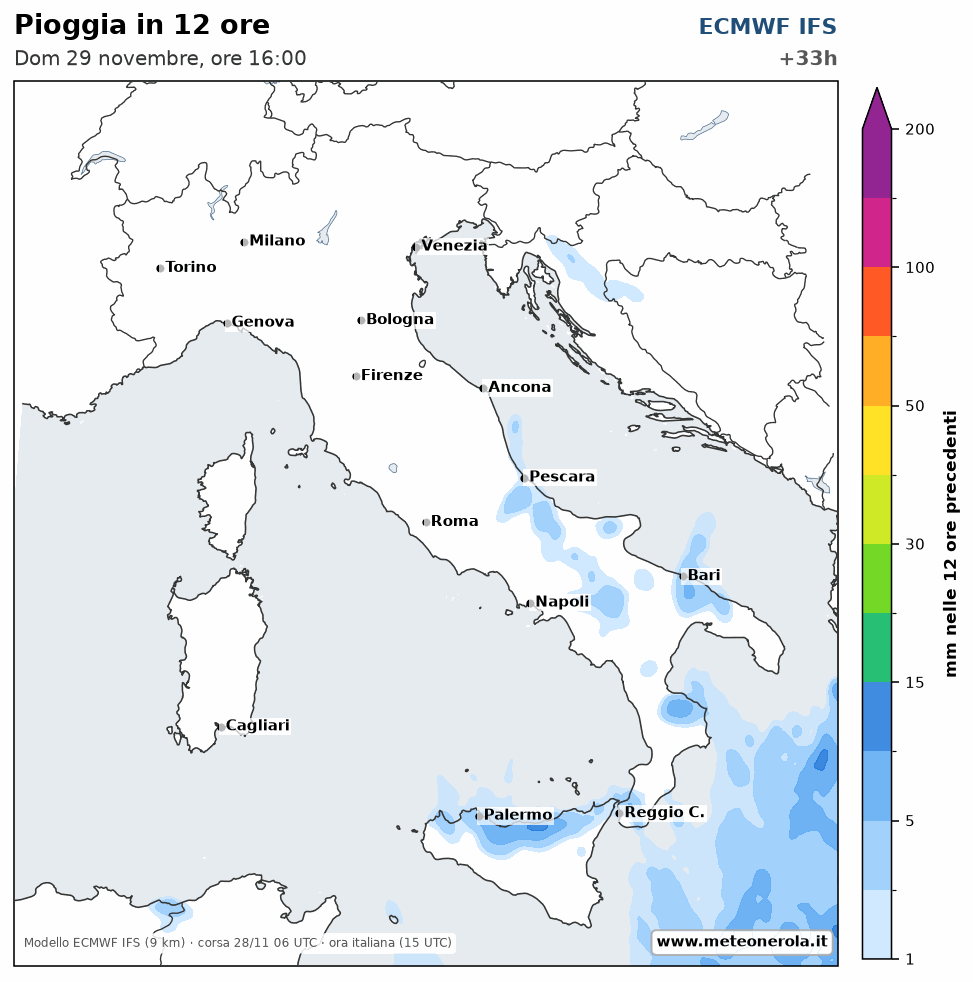 Pioggia in 12 ore
ECMWF IFS
Dom 29 novembre, ore 16:00
+33h
Milano
Venezia
Torino
Genova
Bologna
Firenze
Ancona
Pescara
Roma
Bari
Napoli
Cagliari
Palermo
Reggio C.
200
100
50
30
15
5
1
mm nelle 12 ore precedenti
Modello ECMWF IFS (9 km) · corsa 28/11 06 UTC · ora italiana (15 UTC)
www.meteonerola.it